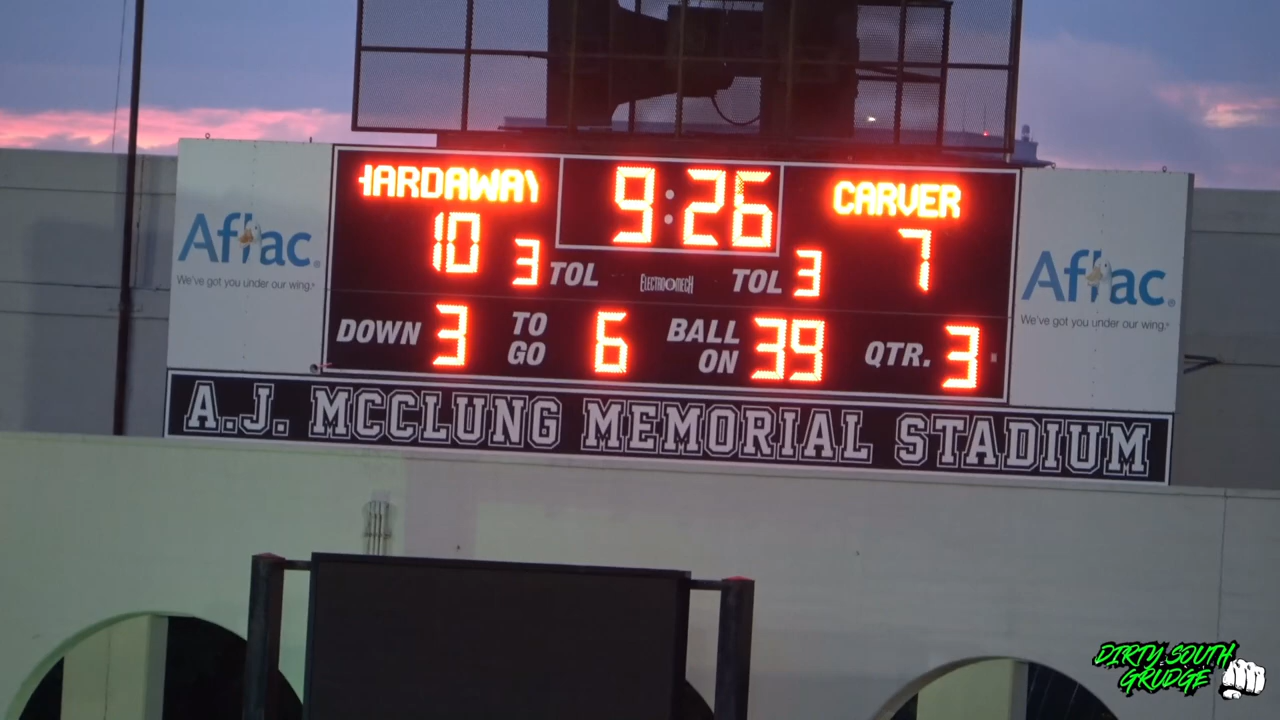 HARDAWAY
9:26
CARVER
10
3 TOL
ELECTRO-MECH
TOL 3
7
DOWN 3
TO GO 6
BALL ON 39
QTR. 3
Aflac
We've got you under our wing.
Aflac
We've got you under our wing.
A.J. MCCLUNG MEMORIAL STADIUM
DIRTY SOUTH
GRUDGE